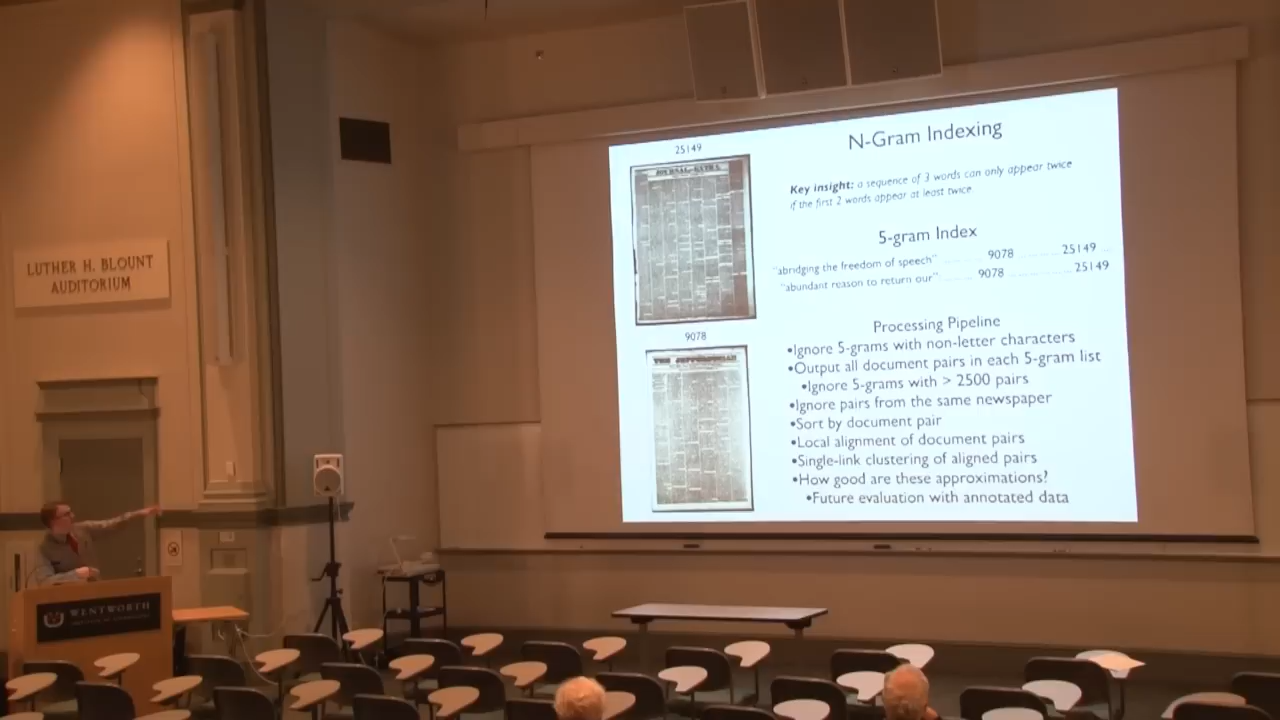 LUTHER H. BLOUNT
AUDITORIUM
WENTWORTH
25149
JOURNAL—EXTRA.
9078
THE JEFFERSONIAN
N-Gram Indexing
Key insight: a sequence of 3 words can only appear twice
if the first 2 words appear at least twice
5-gram Index
"abridging the freedom of speech" ........ 9078 ........ 25149 ..
"abundant reason to return our" ..... 9078 ........ 25149
Processing Pipeline
•Ignore 5-grams with non-letter characters
•Output all document pairs in each 5-gram list
•Ignore 5-grams with > 2500 pairs
•Ignore pairs from the same newspaper
•Sort by document pair
•Local alignment of document pairs
•Single-link clustering of aligned pairs
•How good are these approximations?
•Future evaluation with annotated data